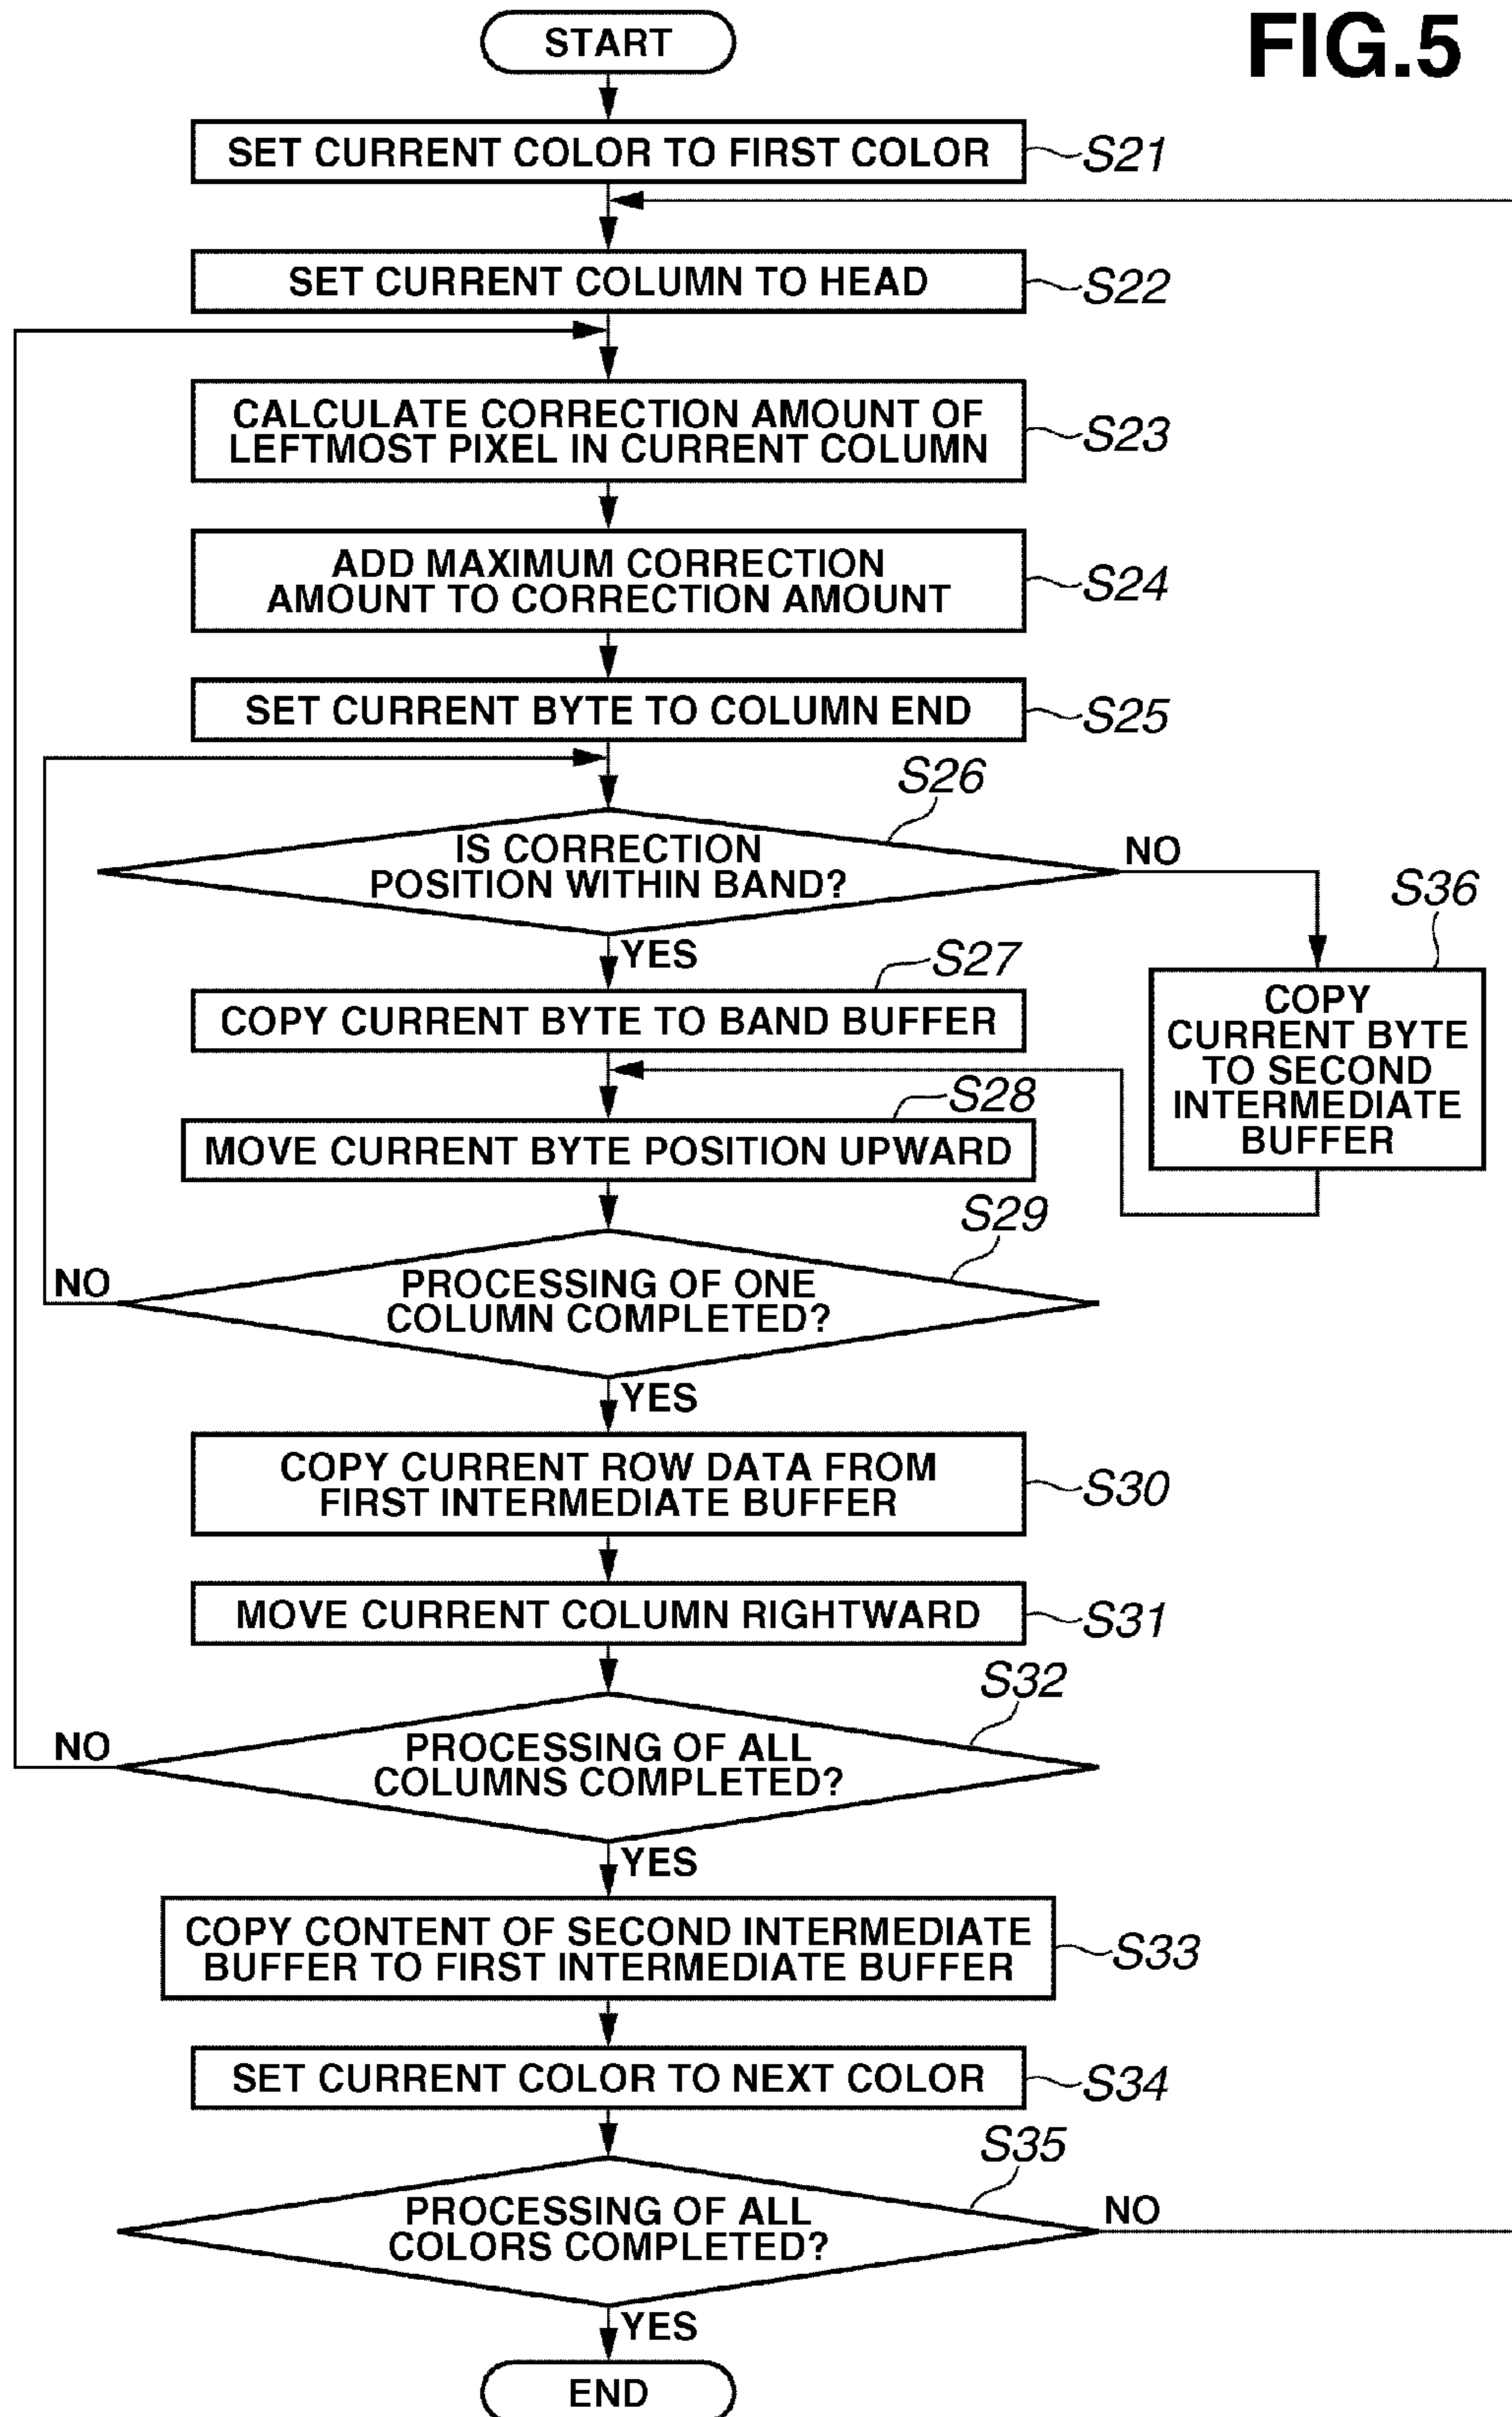 FIG.5
START
SET CURRENT COLOR TO FIRST COLOR
S21
SET CURRENT COLUMN TO HEAD
S22
CALCULATE CORRECTION AMOUNT OF
LEFTMOST PIXEL IN CURRENT COLUMN
S23
ADD MAXIMUM CORRECTION
AMOUNT TO CORRECTION AMOUNT
S24
SET CURRENT BYTE TO COLUMN END
S25
S26
IS CORRECTION
POSITION WITHIN BAND?
NO
YES
S36
COPY
CURRENT BYTE
TO SECOND
INTERMEDIATE
BUFFER
S27
COPY CURRENT BYTE TO BAND BUFFER
S28
MOVE CURRENT BYTE POSITION UPWARD
S29
PROCESSING OF ONE
COLUMN COMPLETED?
NO
YES
COPY CURRENT ROW DATA FROM
FIRST INTERMEDIATE BUFFER
S30
MOVE CURRENT COLUMN RIGHTWARD
S31
S32
PROCESSING OF ALL
COLUMNS COMPLETED?
NO
YES
COPY CONTENT OF SECOND INTERMEDIATE
BUFFER TO FIRST INTERMEDIATE BUFFER
S33
SET CURRENT COLOR TO NEXT COLOR
S34
S35
PROCESSING OF ALL
COLORS COMPLETED?
NO
YES
END